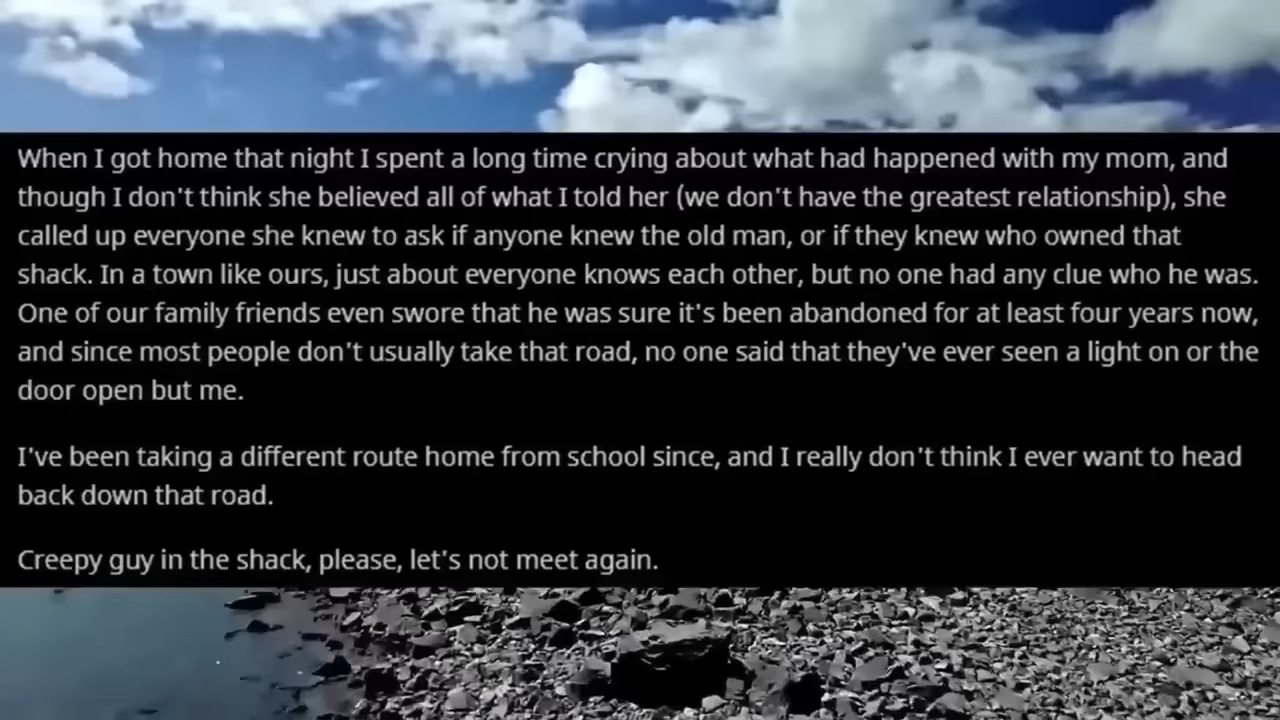 When I got home that night I spent a long time crying about what had happened with my mom, and
though I don't think she believed all of what I told her (we don't have the greatest relationship), she
called up everyone she knew to ask if anyone knew the old man, or if they knew who owned that
shack. In a town like ours, just about everyone knows each other, but no one had any clue who he was.
One of our family friends even swore that he was sure it's been abandoned for at least four years now,
and since most people don't usually take that road, no one said that they've ever seen a light on or the
door open but me.
I've been taking a different route home from school since, and I really don't think I ever want to head
back down that road.
Creepy guy in the shack, please, let's not meet again.